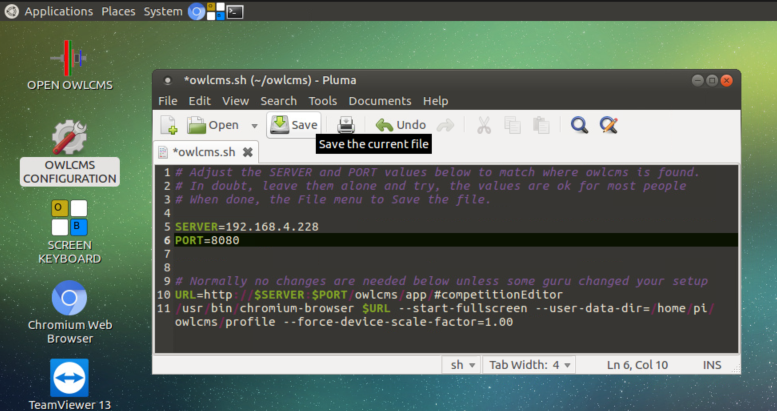 Applications Places System
OPEN OWLCMS
OWLCMS
CONFIGURATION
O
B
SCREEN
KEYBOARD
Chromium Web
Browser
TeamViewer 13
*owlcms.sh (~/owlcms) - Pluma
File Edit View Search Tools Documents Help
Open Save Undo
Save the current file
*owlcms.sh
1 # Adjust the SERVER and PORT values below to match where owlcms is found.
2 # In doubt, leave them alone and try, the values are ok for most people
3 # When done, the File menu to Save the file.
4
5 SERVER=192.168.4.228
6 PORT=8080
7
8
9 # Normally no changes are needed below unless some guru changed your setup
10 URL=http://$SERVER:$PORT/owlcms/app/#competitionEditor
11 /usr/bin/chromium-browser $URL --start-fullscreen --user-data-dir=/home/pi/
owlcms/profile --force-device-scale-factor=1.00
sh Tab Width: 4 Ln 6, Col 10 INS